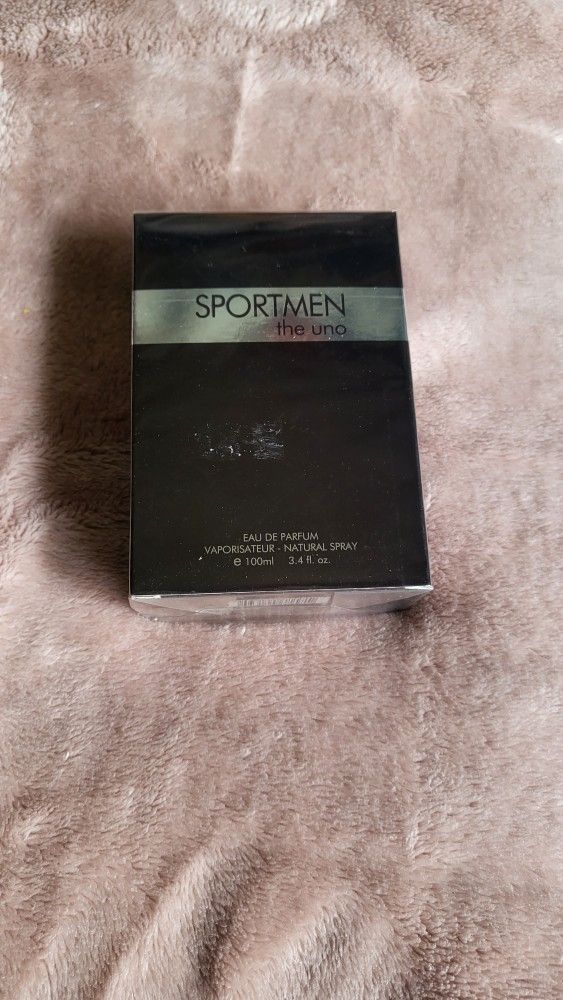 SPORTMEN
the uno
EAU DE PARFUM
VAPORISATEUR - NATURAL SPRAY
e 100ml 3.4 fl. oz.